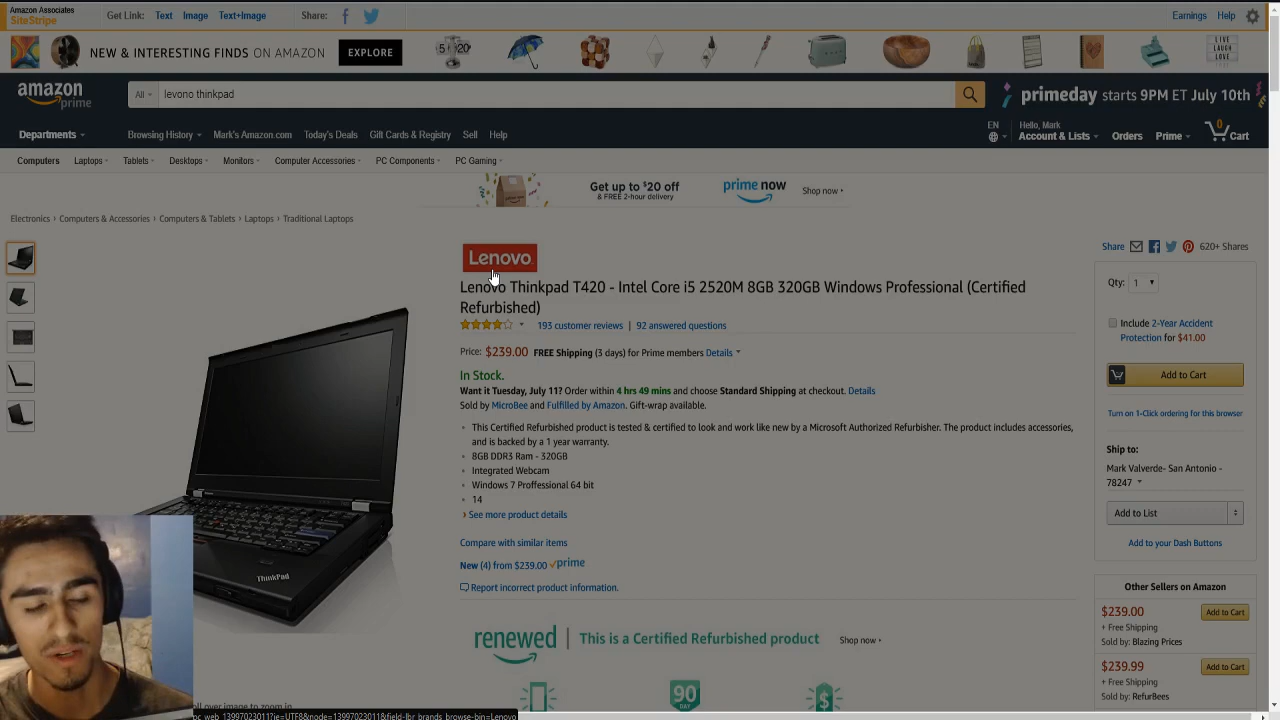 Amazon Associates
SiteStripe
Get Link: Text Image Text+Image Share:
Earnings Help
NEW & INTERESTING FINDS ON AMAZON EXPLORE
amazon
prime
All
levono thinkpad
primeday starts 9PM ET July 10th
Departments
Browsing History Mark's Amazon.com Today's Deals Gift Cards & Registry Sell Help
EN
Hello, Mark
Account & Lists Orders Prime 0 Cart
Computers Laptops Tablets Desktops Monitors Computer Accessories PC Components PC Gaming
Get up to $20 off
& FREE 2-hour delivery
prime now
Shop now
Electronics › Computers & Accessories › Computers & Tablets › Laptops › Traditional Laptops
Lenovo
Lenovo Thinkpad T420 - Intel Core i5 2520M 8GB 320GB Windows Professional (Certified
Refurbished)
193 customer reviews | 92 answered questions
Price: $239.00 FREE Shipping (3 days) for Prime members Details
In Stock.
Want it Tuesday, July 11? Order within 4 hrs 49 mins and choose Standard Shipping at checkout. Details
Sold by MicroBee and Fulfilled by Amazon. Gift-wrap available.
• This Certified Refurbished product is tested & certified to look and work like new by a Microsoft Authorized Refurbisher. The product includes accessories,
and is backed by a 1 year warranty.
• 8GB DDR3 Ram - 320GB
• Integrated Webcam
• Windows 7 Proffessional 64 bit
• 14
› See more product details
Compare with similar items
New (4) from $239.00 prime
Report incorrect product information.
renewed | This is a Certified Refurbished product Shop now ›
90
DAY
$
ThinkPad
Share 620+ Shares
Qty: 1
Include 2-Year Accident
Protection for $41.00
Add to Cart
Turn on 1-Click ordering for this browser
Ship to:
Mark Valverde- San Antonio -
78247
Add to List
Add to your Dash Buttons
Other Sellers on Amazon
$239.00 Add to Cart
+ Free Shipping
Sold by: Blazing Prices
$239.99 Add to Cart
+ Free Shipping
Sold by: RefurBees